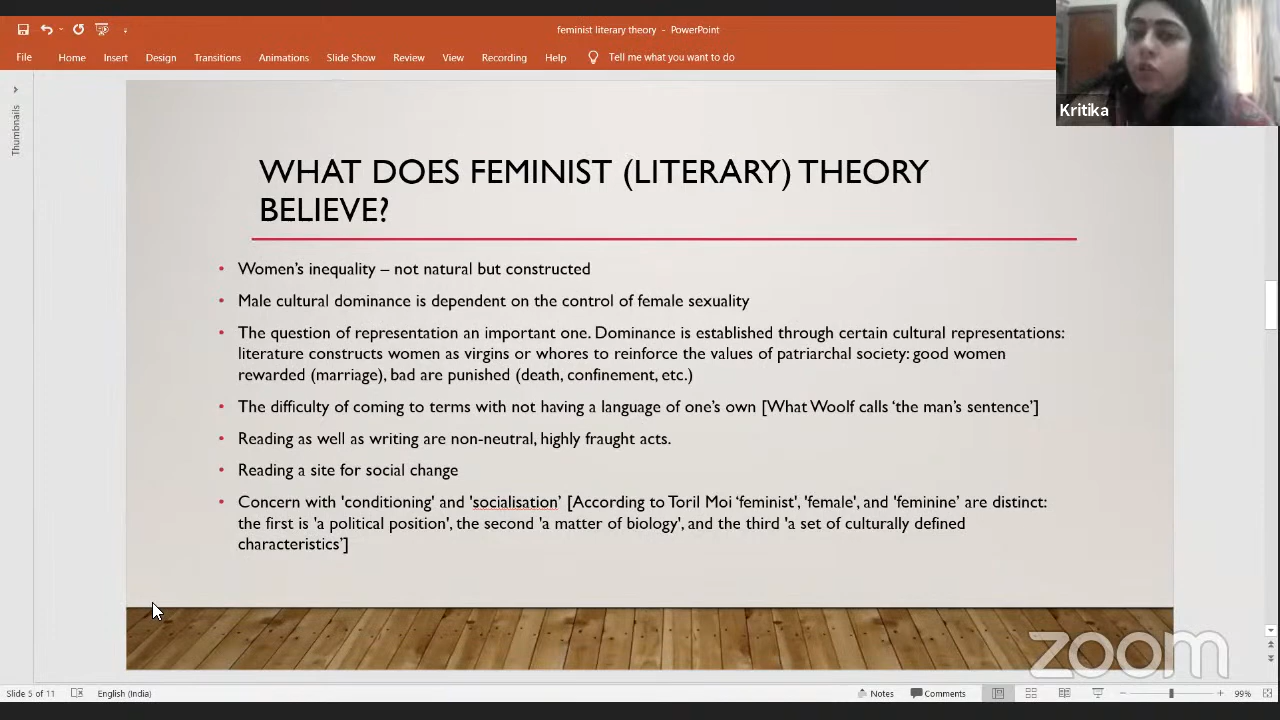 feminist literary theory - PowerPoint
File Home Insert Design Transitions Animations Slide Show Review View Recording Help Tell me what you want to do
Kritika
Thumbnails
WHAT DOES FEMINIST (LITERARY) THEORY
BELIEVE?
• Women's inequality – not natural but constructed
• Male cultural dominance is dependent on the control of female sexuality
• The question of representation an important one. Dominance is established through certain cultural representations:
literature constructs women as virgins or whores to reinforce the values of patriarchal society: good women
rewarded (marriage), bad are punished (death, confinement, etc.)
• The difficulty of coming to terms with not having a language of one's own [What Woolf calls 'the man's sentence']
• Reading as well as writing are non-neutral, highly fraught acts.
• Reading a site for social change
• Concern with 'conditioning' and 'socialisation' [According to Toril Moi 'feminist', 'female', and 'feminine' are distinct:
the first is 'a political position', the second 'a matter of biology', and the third 'a set of culturally defined
characteristics']
zoom
Slide 5 of 11 English (India) Notes Comments 99%